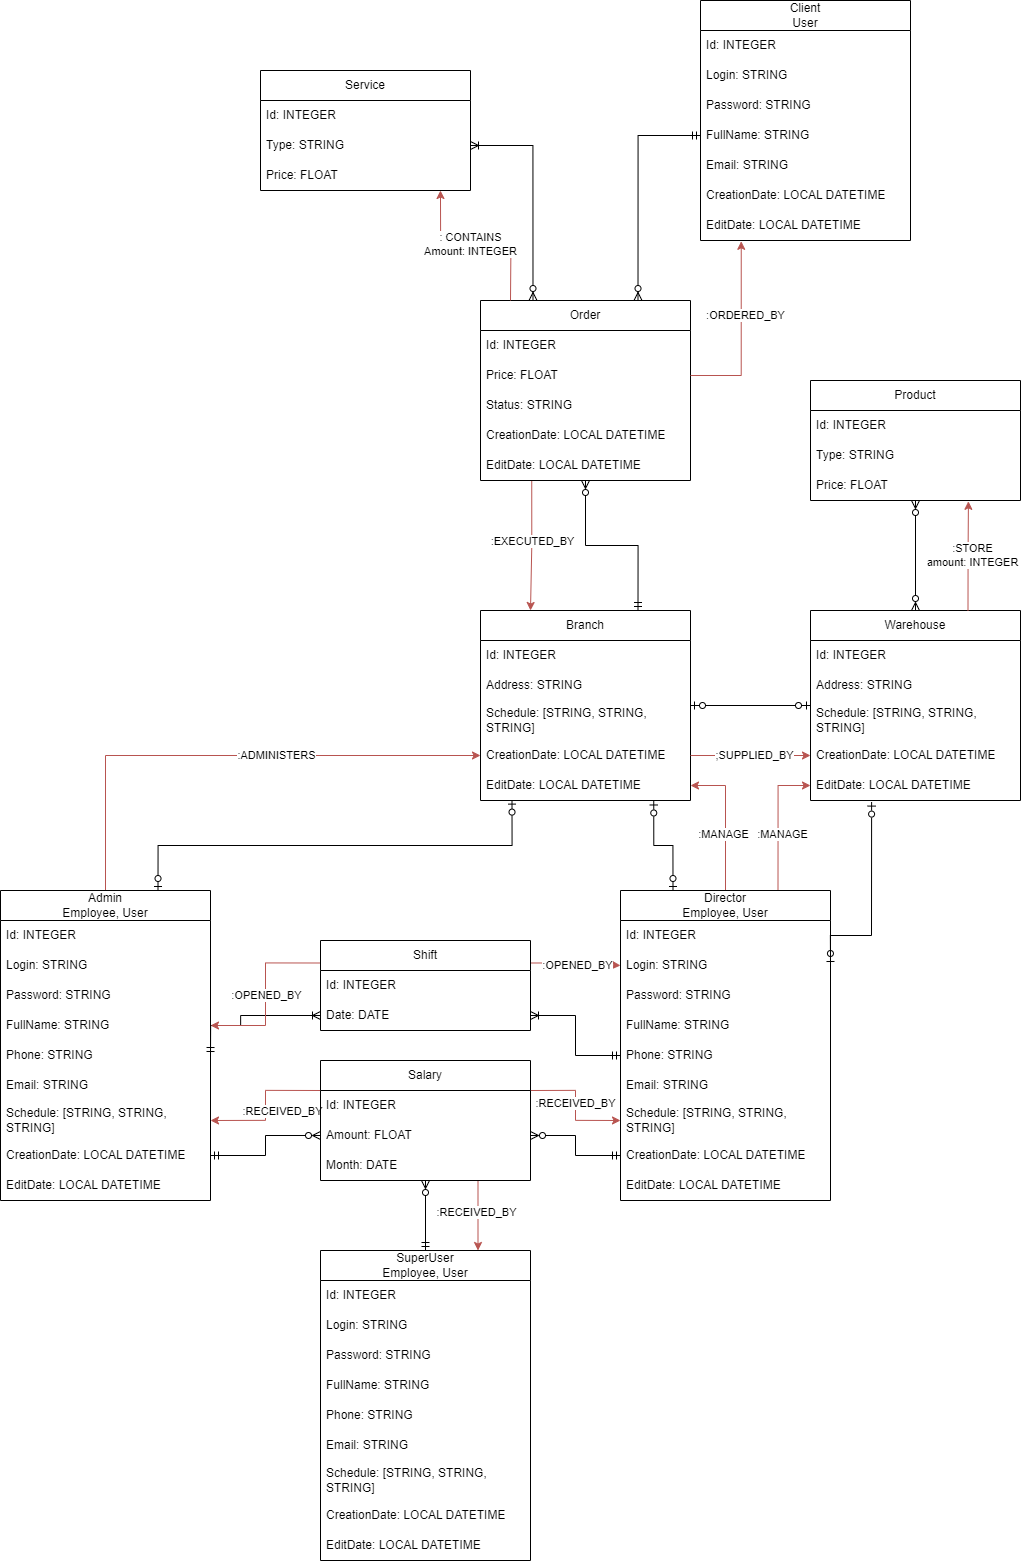 Client
User
Id: INTEGER
Login: STRING
Password: STRING
FullName: STRING
Email: STRING
CreationDate: LOCAL DATETIME
EditDate: LOCAL DATETIME
Service
Id: INTEGER
Type: STRING
Price: FLOAT
: CONTAINS
Amount: INTEGER
:ORDERED_BY
Order
Id: INTEGER
Price: FLOAT
Status: STRING
CreationDate: LOCAL DATETIME
EditDate: LOCAL DATETIME
Product
Id: INTEGER
Type: STRING
Price: FLOAT
:EXECUTED_BY
:STORE
amount: INTEGER
Branch
Id: INTEGER
Address: STRING
Schedule: [STRING, STRING,
STRING]
CreationDate: LOCAL DATETIME
EditDate: LOCAL DATETIME
Warehouse
Id: INTEGER
Address: STRING
Schedule: [STRING, STRING,
STRING]
CreationDate: LOCAL DATETIME
EditDate: LOCAL DATETIME
:ADMINISTERS
;SUPPLIED_BY
:MANAGE
:MANAGE
Admin
Employee, User
Id: INTEGER
Login: STRING
Password: STRING
FullName: STRING
Phone: STRING
Email: STRING
Schedule: [STRING, STRING,
STRING]
CreationDate: LOCAL DATETIME
EditDate: LOCAL DATETIME
Shift
Id: INTEGER
Date: DATE
:OPENED_BY
:OPENED_BY
Director
Employee, User
Id: INTEGER
Login: STRING
Password: STRING
FullName: STRING
Phone: STRING
Email: STRING
Schedule: [STRING, STRING,
STRING]
CreationDate: LOCAL DATETIME
EditDate: LOCAL DATETIME
Salary
Id: INTEGER
Amount: FLOAT
Month: DATE
:RECEIVED_BY
:RECEIVED_BY
:RECEIVED_BY
SuperUser
Employee, User
Id: INTEGER
Login: STRING
Password: STRING
FullName: STRING
Phone: STRING
Email: STRING
Schedule: [STRING, STRING,
STRING]
CreationDate: LOCAL DATETIME
EditDate: LOCAL DATETIME